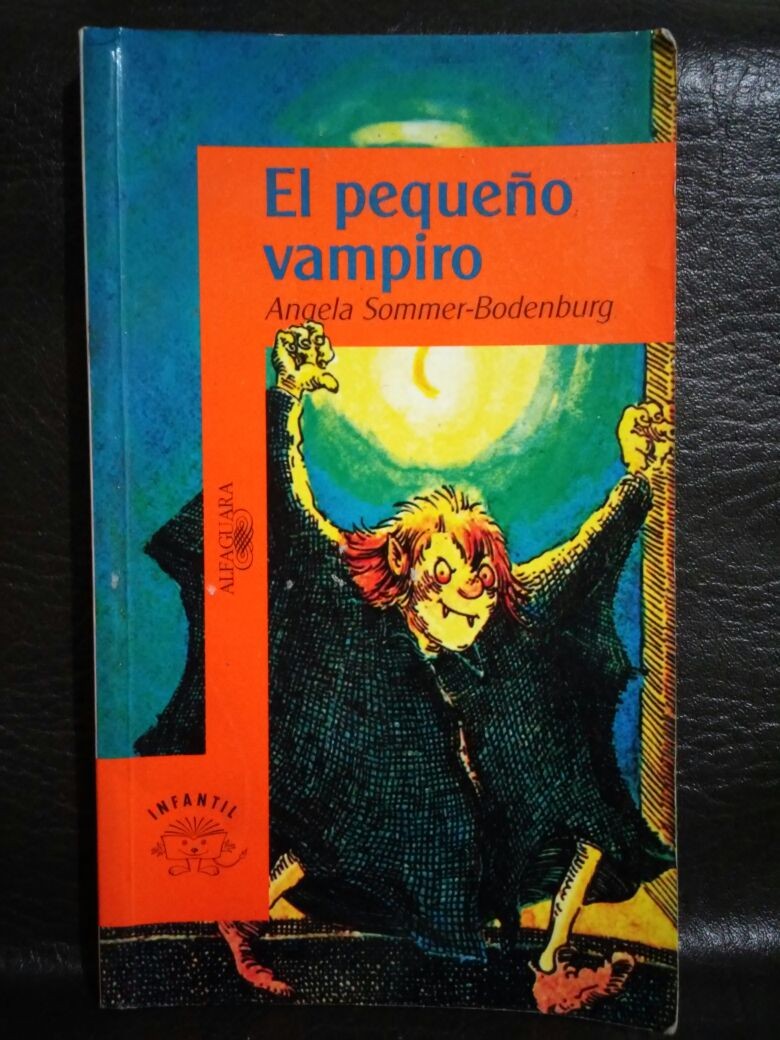 El pequeño
vampiro
Angela Sommer-Bodenburg
ALFAGUARA
INFANTIL